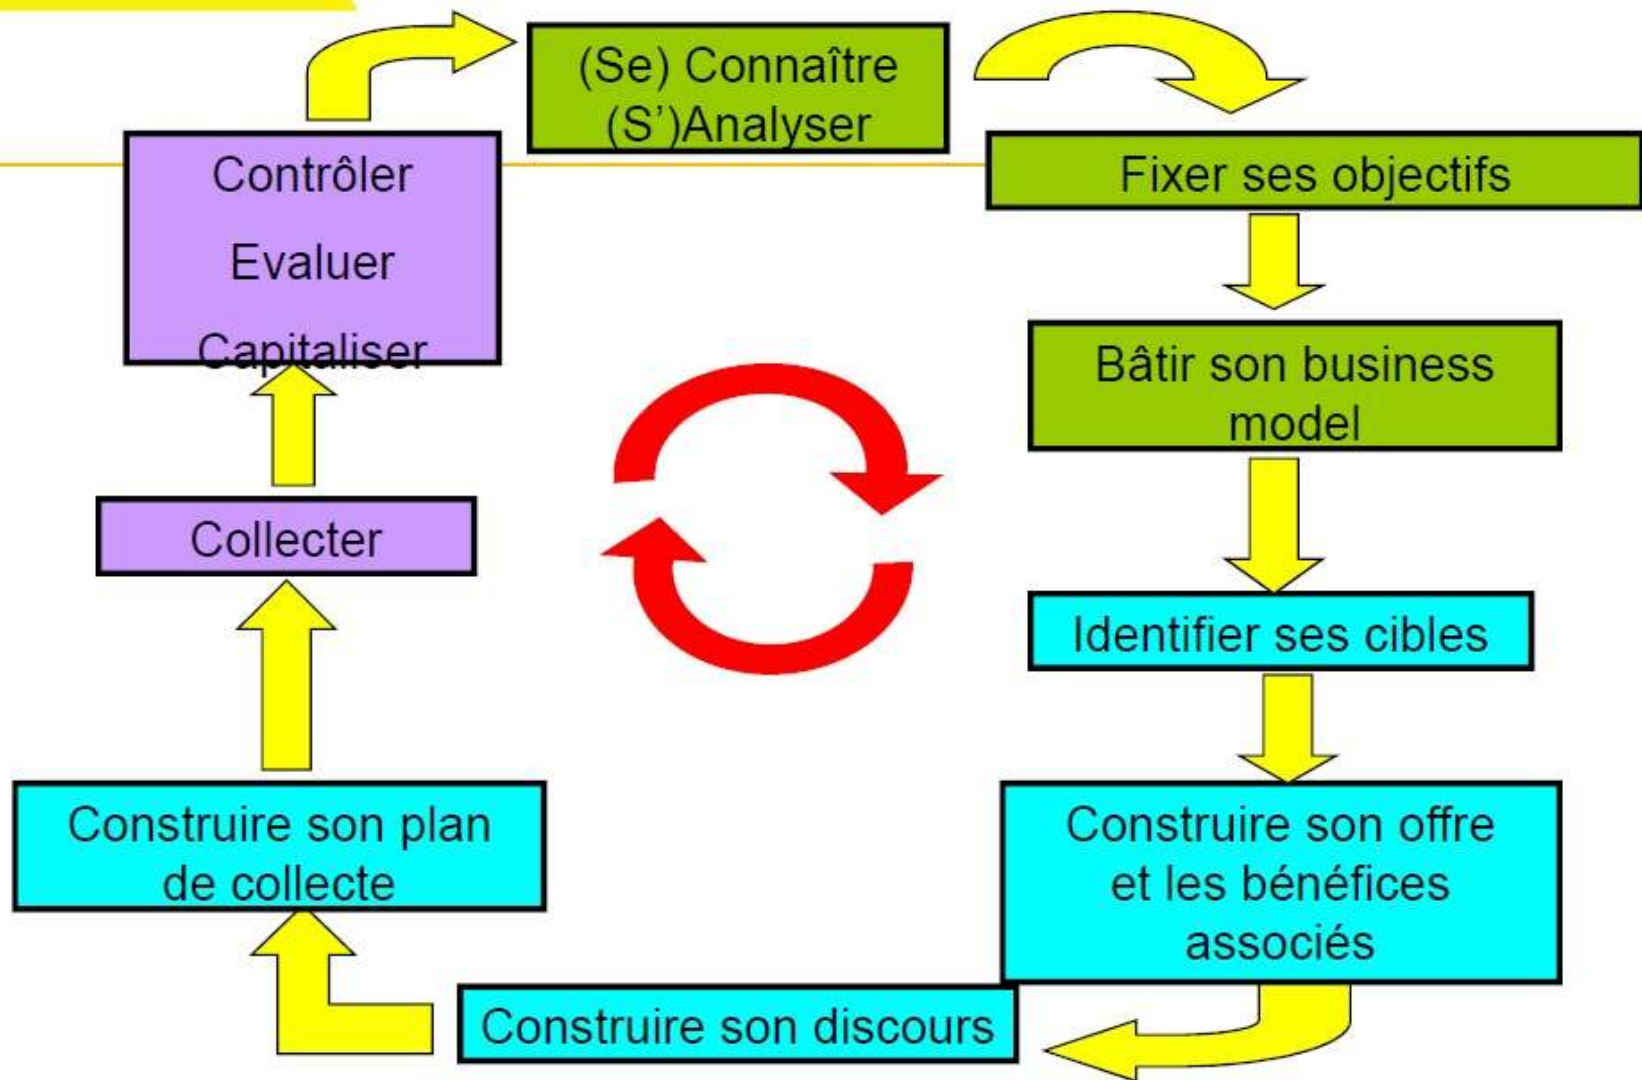 (Se) Connaître
(S’)Analyser
Fixer ses objectifs
Bâtir son business
model
Identifier ses cibles
Construire son offre
et les bénéfices
associés
Construire son discours
Construire son plan
de collecte
Collecter
Contrôler
Evaluer
Capitaliser